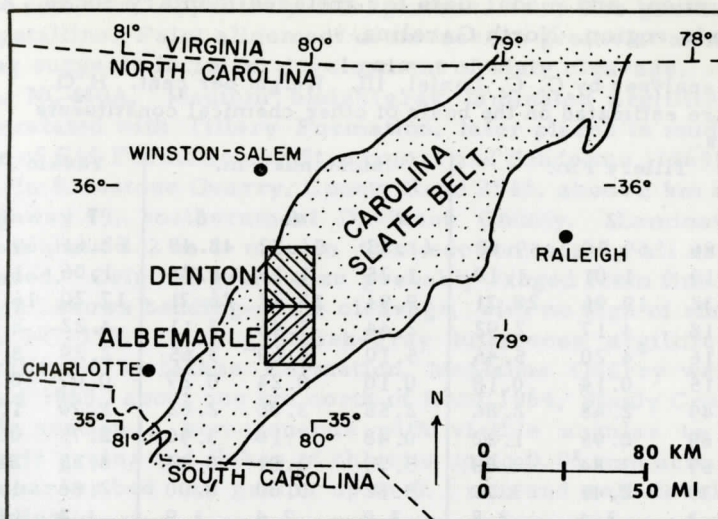 81° 80° 79° 78°
VIRGINIA
NORTH CAROLINA
WINSTON-SALEM
36° 36°
CAROLINA
SLATE BELT
RALEIGH
DENTON
ALBEMARLE
79°
CHARLOTTE
35° 35°
81° 80°
N
SOUTH CAROLINA
0 80 KM
0 50 MI